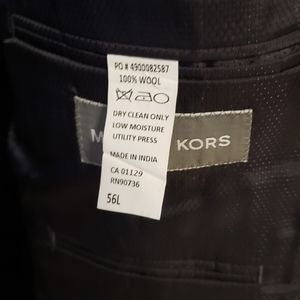 PO # 4900082587
100% WOOL
DRY CLEAN ONLY
LOW MOISTURE
UTILITY PRESS
MADE IN INDIA
CA 01129
RN90736
56L
M KORS